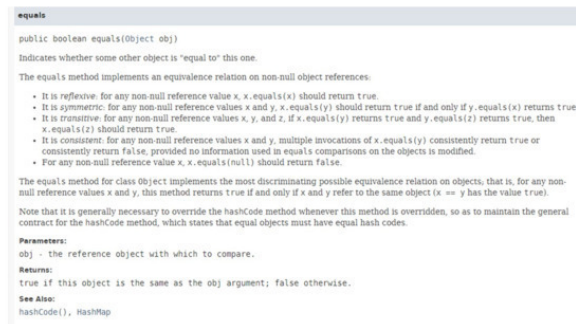 equals
public boolean equals(Object obj)
Indicates whether some other object is "equal to" this one.
The equals method implements an equivalence relation on non-null object references:
• It is reflexive: for any non-null reference value x, x.equals(x) should return true.
• It is symmetric: for any non-null reference values x and y, x.equals(y) should return true if and only if y.equals(x) returns true
• It is transitive: for any non-null reference values x, y, and z, if x.equals(y) returns true and y.equals(z) returns true, then
x.equals(z) should return true.
• It is consistent: for any non-null reference values x and y, multiple invocations of x.equals(y) consistently return true or
consistently return false, provided no information used in equals comparisons on the objects is modified.
• For any non-null reference value x, x.equals(null) should return false.
The equals method for class Object implements the most discriminating possible equivalence relation on objects; that is, for any non-
null reference values x and y, this method returns true if and only if x and y refer to the same object (x == y has the value true).
Note that it is generally necessary to override the hashCode method whenever this method is overridden, so as to maintain the general
contract for the hashCode method, which states that equal objects must have equal hash codes.
Parameters:
obj - the reference object with which to compare.
Returns:
true if this object is the same as the obj argument; false otherwise.
See Also:
hashCode(), HashMap